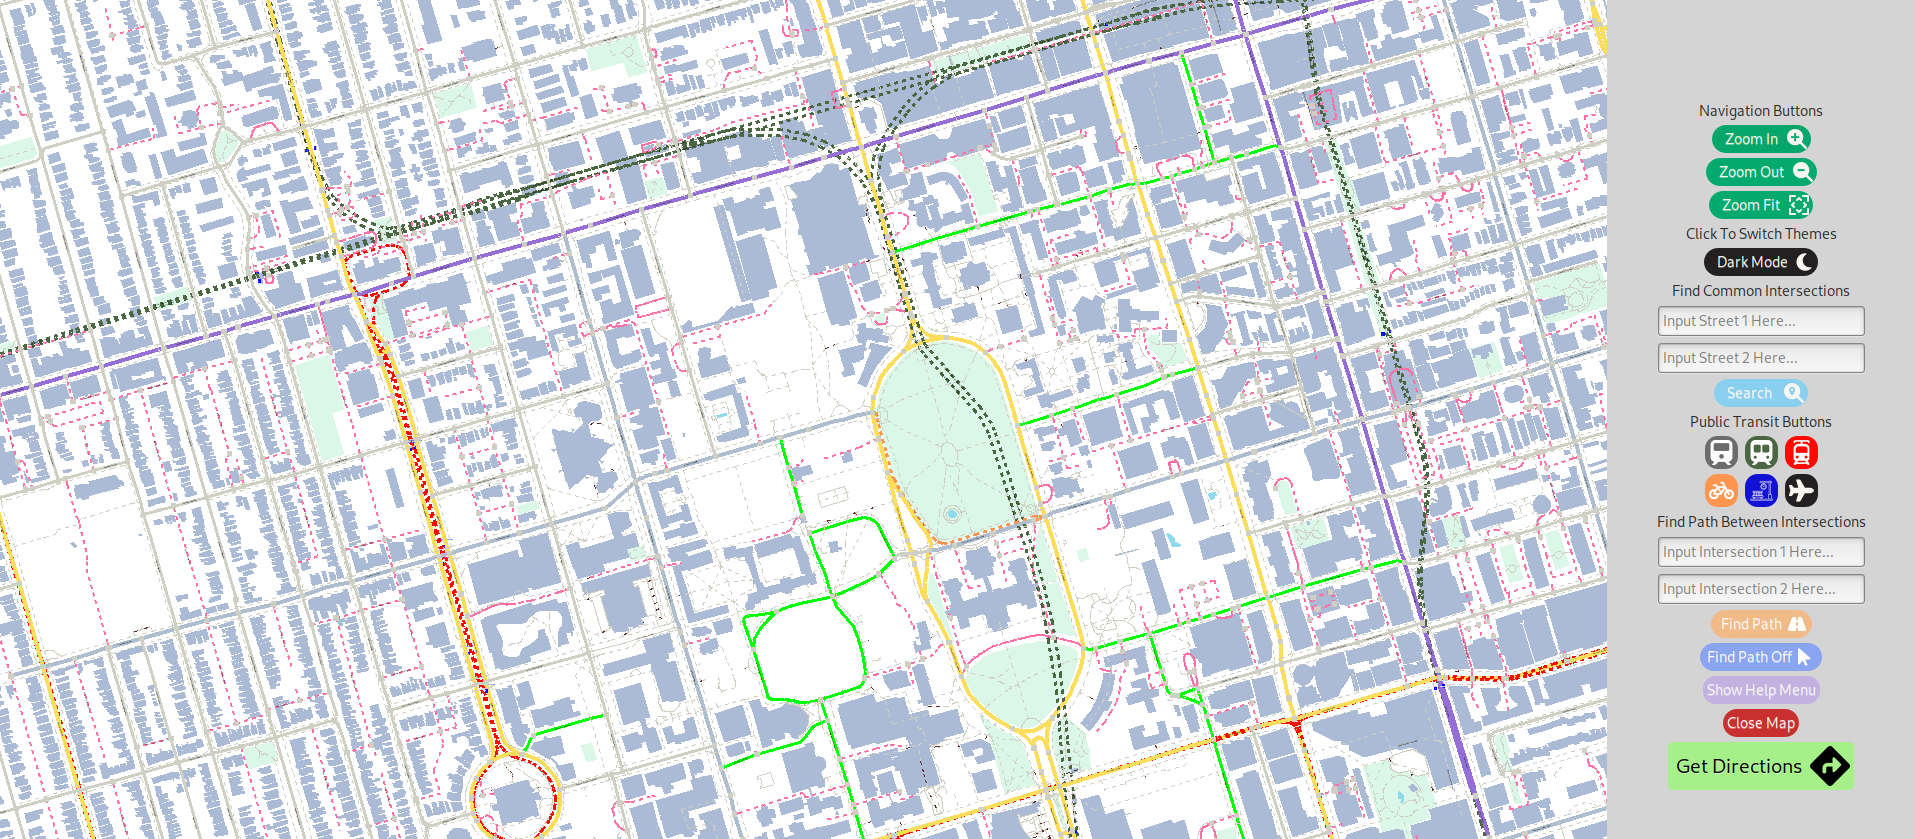 Navigation Buttons
Zoom In
Zoom Out
Zoom Fit
Click To Switch Themes
Dark Mode
Find Common Intersections
Input Street 1 Here...
Input Street 2 Here...
Search
Public Transit Buttons
Find Path Between Intersections
Input Intersection 1 Here...
Input Intersection 2 Here...
Find Path
Find Path Off
Show Help Menu
Close Map
Get Directions